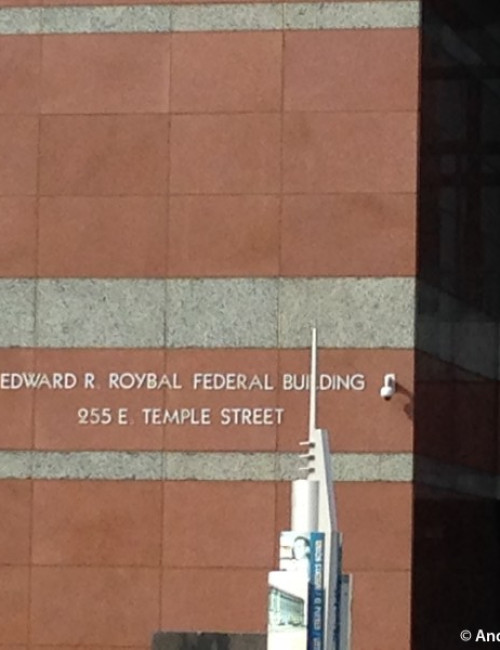 EDWARD R. ROYBAL FEDERAL BUILDING
255 E. TEMPLE STREET